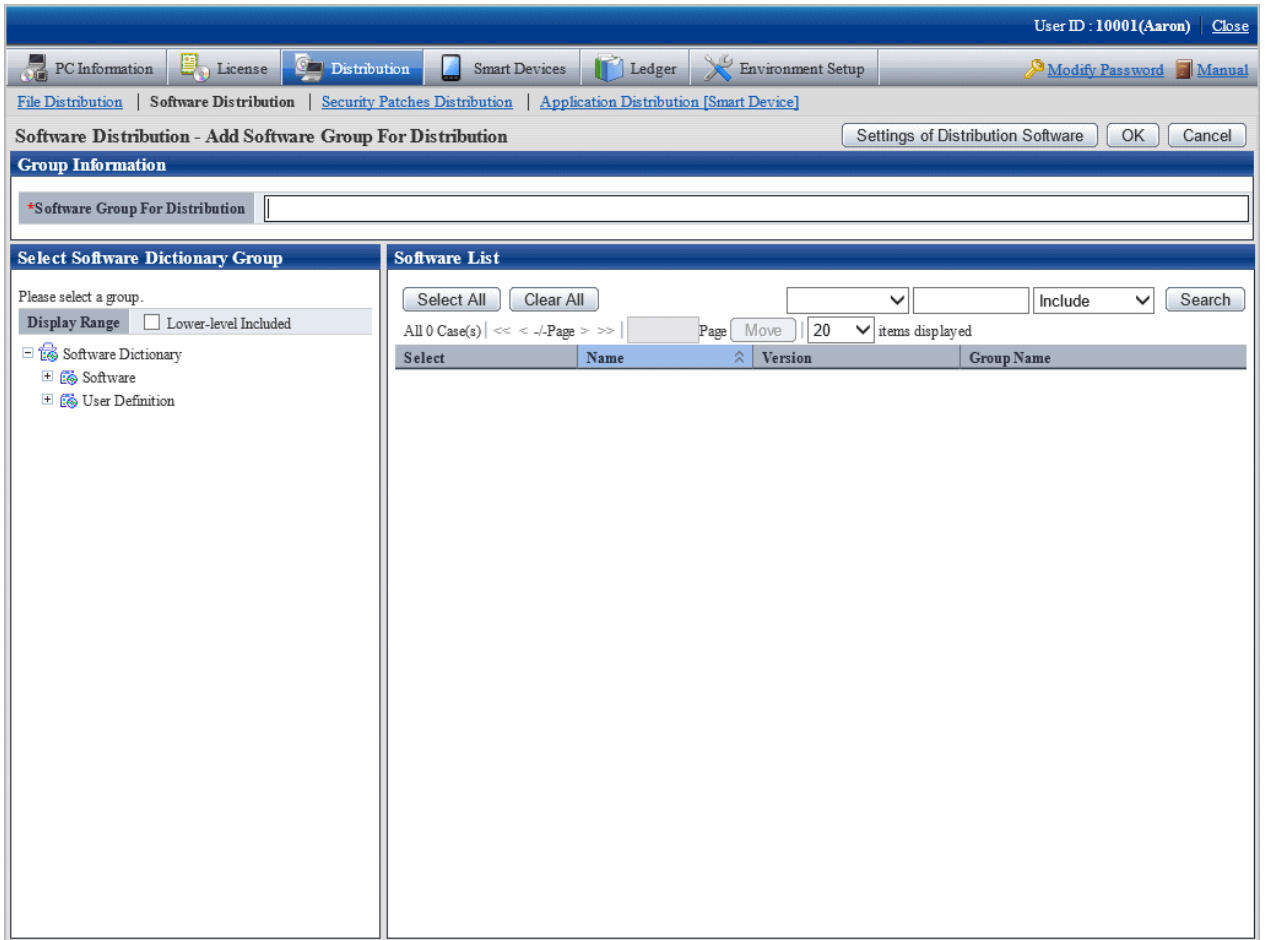 User ID : 10001(Aaron) Close
PC Information License Distribution Smart Devices Ledger Environment Setup Modify Password Manual
File Distribution | Software Distribution | Security Patches Distribution | Application Distribution [Smart Device]
Software Distribution - Add Software Group For Distribution Settings of Distribution Software OK Cancel
Group Information
*Software Group For Distribution
Select Software Dictionary Group
Please select a group.
Display Range Lower-level Included
Software Dictionary
Software
User Definition
Software List
Select All Clear All Include Search
All 0 Case(s) | << < -/-Page > >> | Page Move | 20 items displayed
Select Name Version Group Name